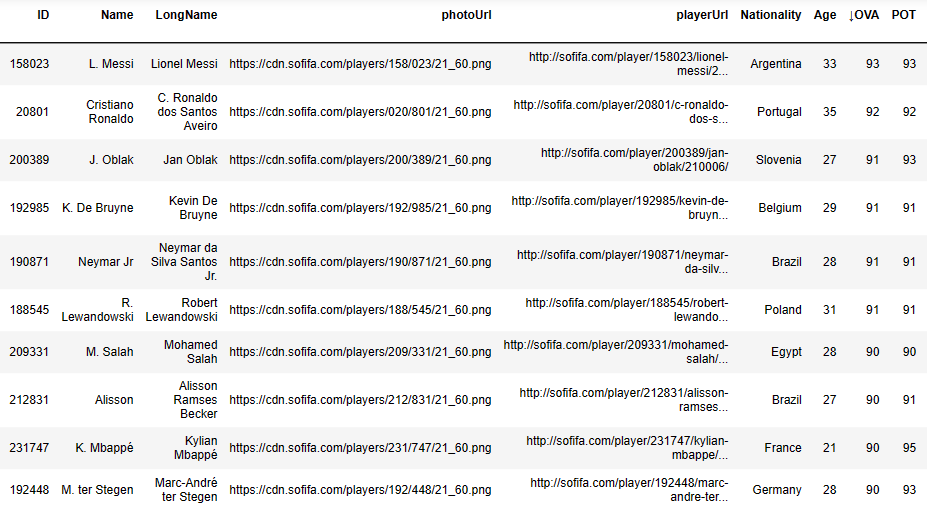 ID Name LongName photoUrl playerUrl Nationality Age ↓OVA POT
158023 L. Messi Lionel Messi https://cdn.sofifa.com/players/158/023/21_60.png http://sofifa.com/player/158023/lionel-messi/2... Argentina 33 93 93
20801 Cristiano Ronaldo C. Ronaldo dos Santos Aveiro https://cdn.sofifa.com/players/020/801/21_60.png http://sofifa.com/player/20801/c-ronaldo-dos-s... Portugal 35 92 92
200389 J. Oblak Jan Oblak https://cdn.sofifa.com/players/200/389/21_60.png http://sofifa.com/player/200389/jan-oblak/210006/ Slovenia 27 91 93
192985 K. De Bruyne Kevin De Bruyne https://cdn.sofifa.com/players/192/985/21_60.png http://sofifa.com/player/192985/kevin-de-bruyn... Belgium 29 91 91
190871 Neymar Jr Neymar da Silva Santos Jr. https://cdn.sofifa.com/players/190/871/21_60.png http://sofifa.com/player/190871/neymar-da-silv... Brazil 28 91 91
188545 R. Lewandowski Robert Lewandowski https://cdn.sofifa.com/players/188/545/21_60.png http://sofifa.com/player/188545/robert-lewando... Poland 31 91 91
209331 M. Salah Mohamed Salah https://cdn.sofifa.com/players/209/331/21_60.png http://sofifa.com/player/209331/mohamed-salah/... Egypt 28 90 90
212831 Alisson Alisson Ramses Becker https://cdn.sofifa.com/players/212/831/21_60.png http://sofifa.com/player/212831/alisson-ramses... Brazil 27 90 91
231747 K. Mbappé Kylian Mbappé https://cdn.sofifa.com/players/231/747/21_60.png http://sofifa.com/player/231747/kylian-mbappe/... France 21 90 95
192448 M. ter Stegen Marc-André ter Stegen https://cdn.sofifa.com/players/192/448/21_60.png http://sofifa.com/player/192448/marc-andre-ter... Germany 28 90 93